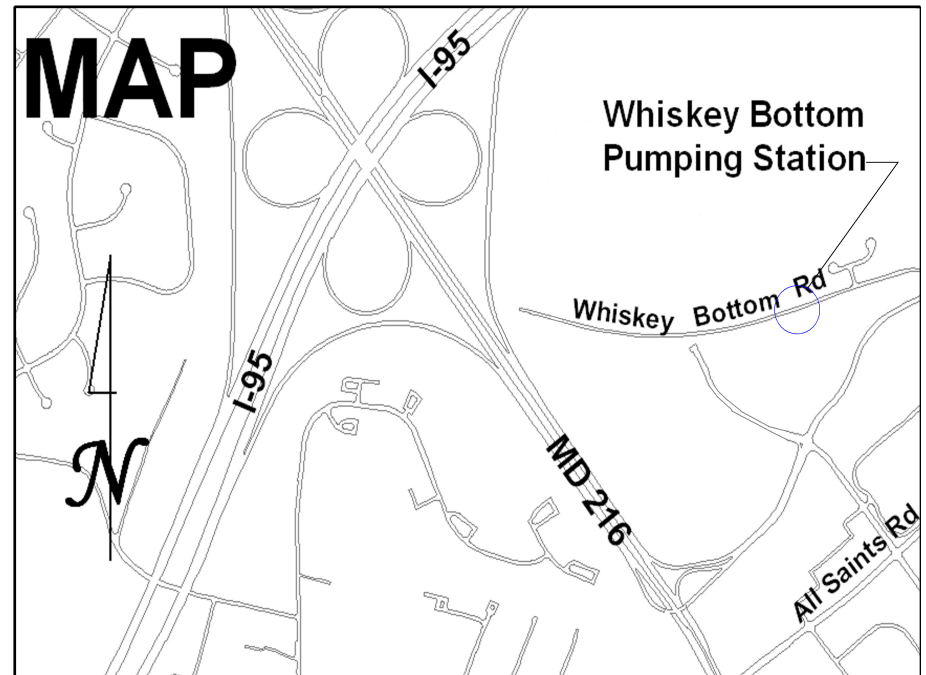 MAP
I-95
Whiskey Bottom
Pumping Station
Whiskey Bottom Rd
I-95
N
MD 216
All Saints Rd